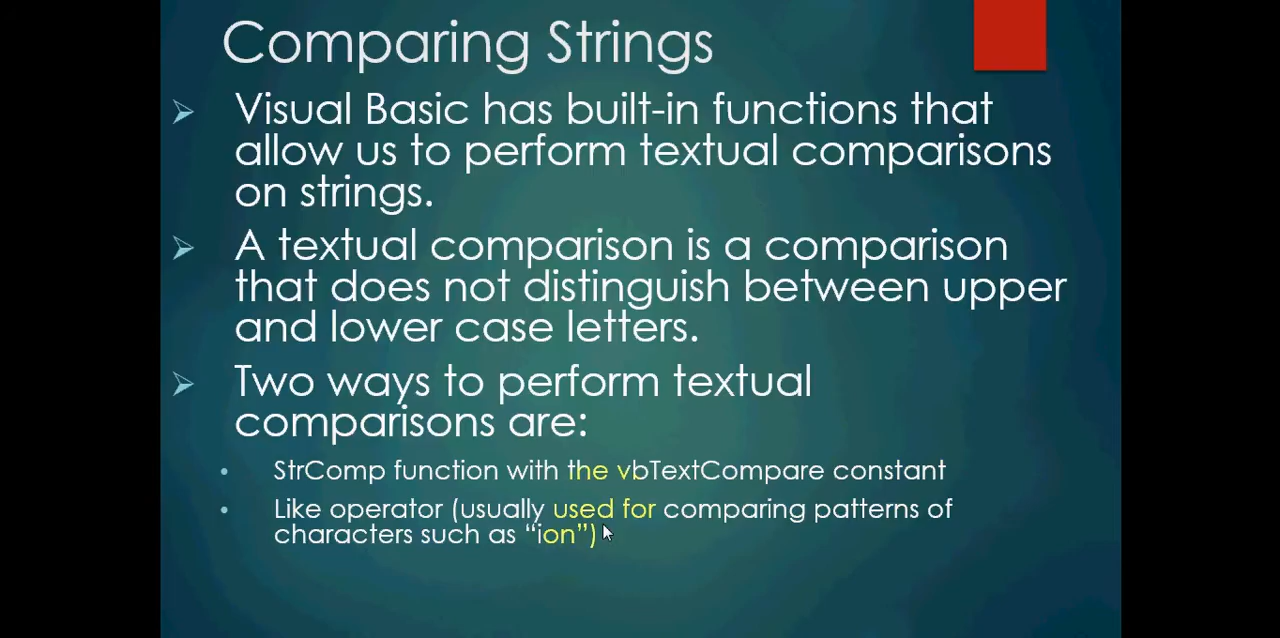 Comparing Strings
Visual Basic has built-in functions that
allow us to perform textual comparisons
on strings.
A textual comparison is a comparison
that does not distinguish between upper
and lower case letters.
Two ways to perform textual
comparisons are:
StrComp function with the vbTextCompare constant
Like operator (usually used for comparing patterns of
characters such as “ion”)